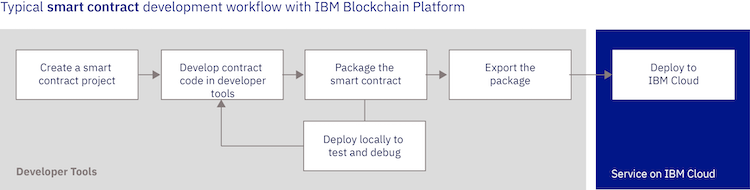 Typical smart contract development workflow with IBM Blockchain Platform
Create a smart
contract project
Develop contract
code in developer
tools
Package the
smart contract
Export the
package
Deploy to
IBM Cloud
Deploy locally to
test and debug
Developer Tools
Service on IBM Cloud